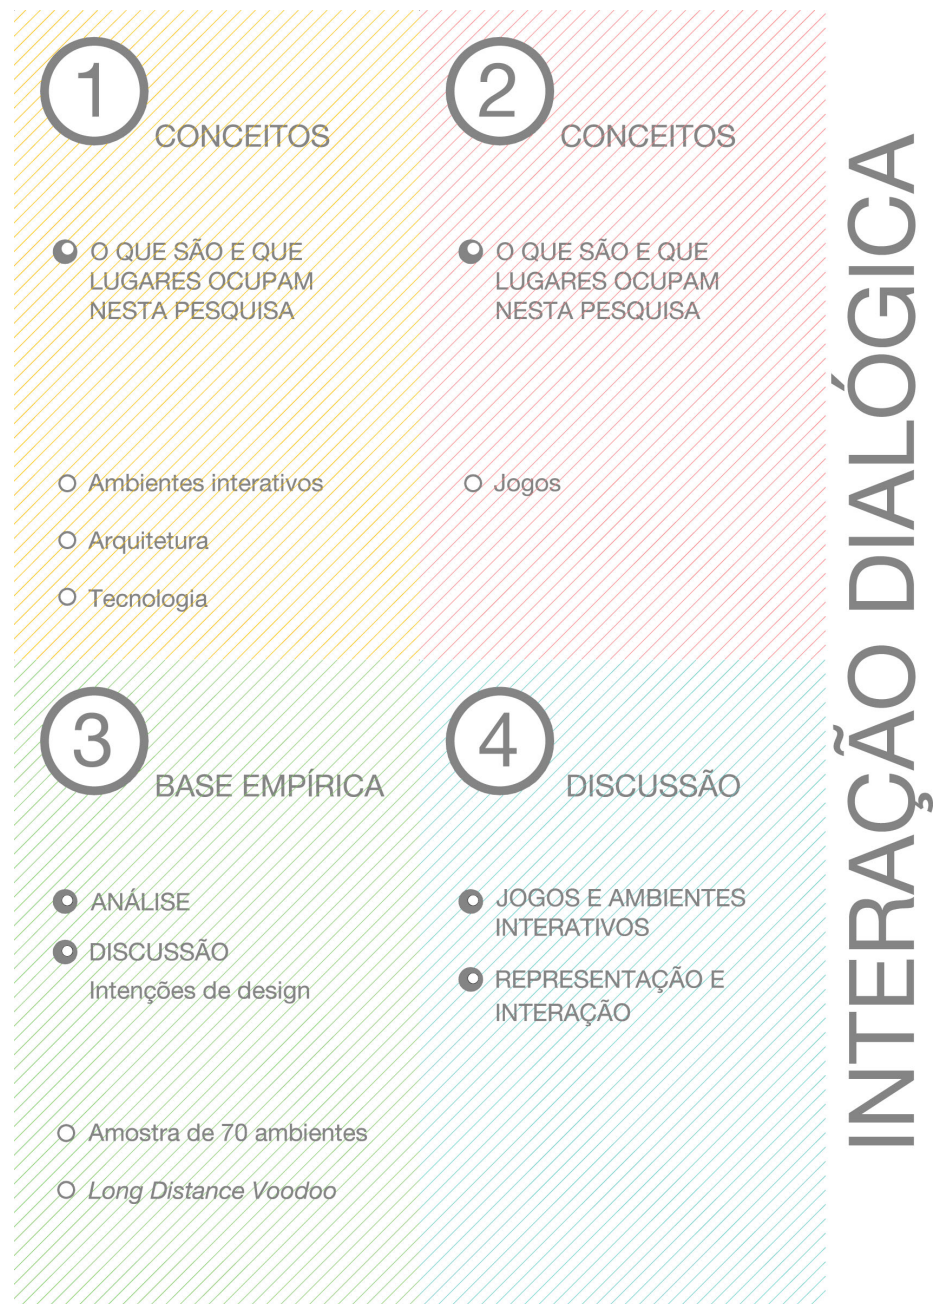 1
CONCEITOS
O QUE SÃO E QUE
LUGARES OCUPAM
NESTA PESQUISA
Ambientes interativos
Arquitetura
Tecnologia
2
CONCEITOS
O QUE SÃO E QUE
LUGARES OCUPAM
NESTA PESQUISA
Jogos
3
BASE EMPÍRICA
ANÁLISE
DISCUSSÃO
Intenções de design
Amostra de 70 ambientes
Long Distance Voodoo
4
DISCUSSÃO
JOGOS E AMBIENTES
INTERATIVOS
REPRESENTAÇÃO E
INTERAÇÃO
INTERAÇÃO DIALÓGICA